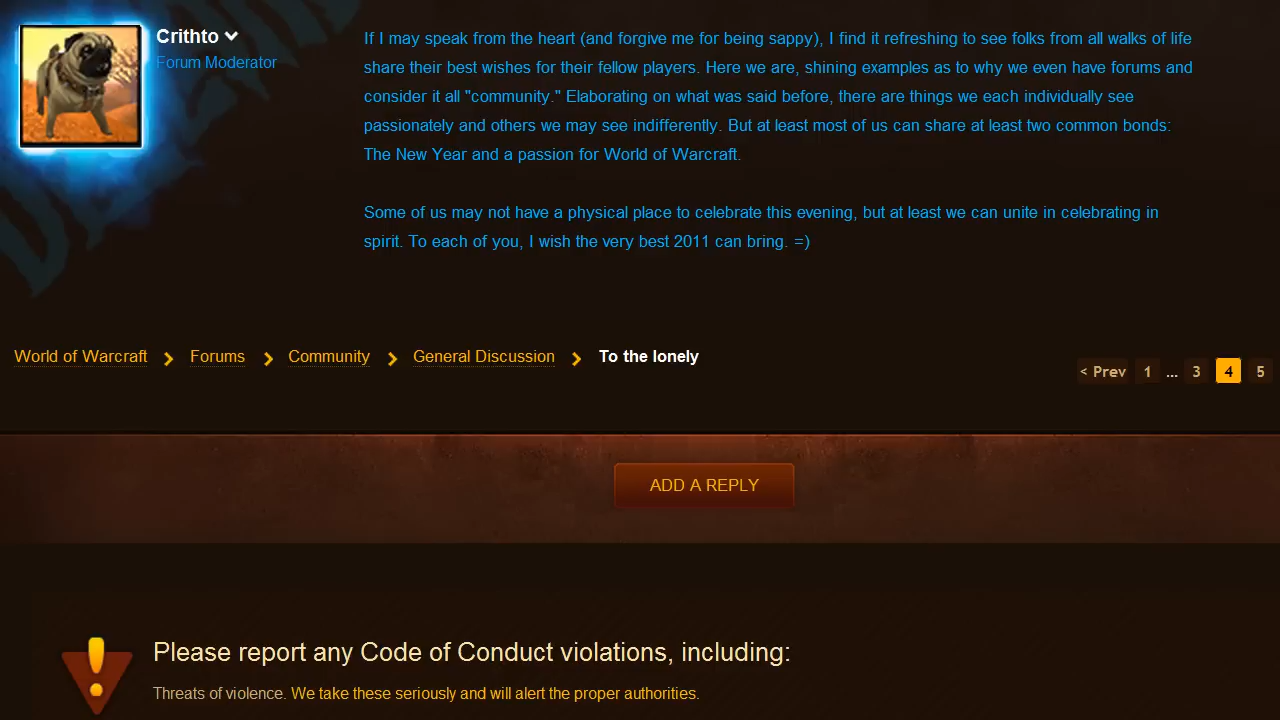 Crithto
Forum Moderator
If I may speak from the heart (and forgive me for being sappy), I find it refreshing to see folks from all walks of life
share their best wishes for their fellow players. Here we are, shining examples as to why we even have forums and
consider it all "community." Elaborating on what was said before, there are things we each individually see
passionately and others we may see indifferently. But at least most of us can share at least two common bonds:
The New Year and a passion for World of Warcraft.
Some of us may not have a physical place to celebrate this evening, but at least we can unite in celebrating in
spirit. To each of you, I wish the very best 2011 can bring. =)
World of Warcraft > Forums > Community > General Discussion > To the lonely
< Prev 1 ... 3 4 5
ADD A REPLY
Please report any Code of Conduct violations, including:
Threats of violence. We take these seriously and will alert the proper authorities.